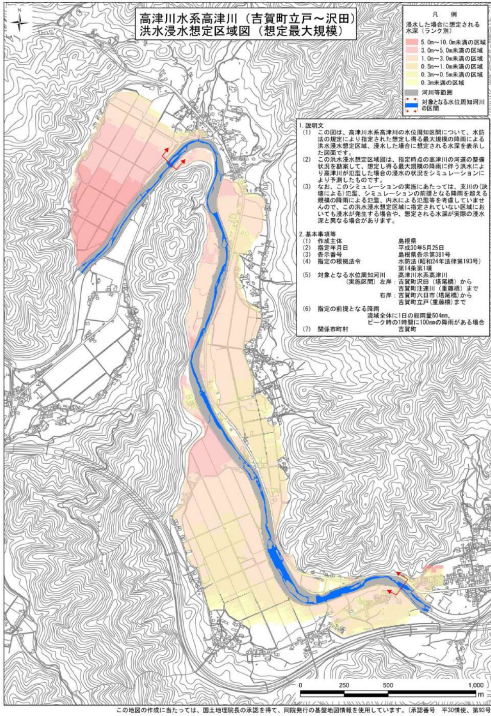 高津川水系高津川（吉賀町立戸～沢田）
洪水浸水想定区域図（想定最大規模）
凡　例
浸水した場合に想定される
水深（ランク別）
5.0m～10.0m未満の区域
3.0m～5.0m未満の区域
1.0m～3.0m未満の区域
0.5m～1.0m未満の区域
0.3m～0.5m未満の区域
0.3m未満の区域
河川等範囲
対象となる水位周知河川
の区間
1.説明文
(1) この図は、高津川水系高津川の水位周知区間について、水防
法の規定により指定された想定し得る最大規模の降雨による
洪水浸水想定区域、浸水した場合に想定される水深を表示し
た図面です。
(2) この洪水浸水想定区域図は、指定時点の高津川の河道の整備
状況を勘案して、想定し得る最大規模の降雨に伴う洪水によ
り高津川が氾濫した場合の浸水の状況をシミュレーションに
より予測したものです。
(3) なお、このシミュレーションの実施にあたっては、支川の（決
壊による）氾濫、シミュレーションの前提となる降雨を超える
規模の降雨による氾濫、内水による氾濫等を考慮していませ
んので、この洪水浸水想定区域に指定されていない区域にお
いても浸水が発生する場合や、想定される水深が実際の浸水
深と異なる場合があります。
2.基本事項等
(1) 作成主体 島根県
(2) 指定年月日 平成30年5月25日
(3) 告示番号 島根県告示第381号
(4) 指定の根拠法令 水防法（昭和24年法律第193号）
第14条第1項
(5) 対象となる水位周知河川 高津川水系高津川
（実施区間） 左岸：吉賀町沢田（塔尾橋）から
吉賀町注連川（重藤橋）まで
右岸：吉賀町六日市（塔尾橋）から
吉賀町立戸（重藤橋）まで
(6) 指定の前提となる降雨
流域全体に1日の総雨量504mm、
ピーク時の1時間に100mmの降雨がある場合
(7) 関係市町村 吉賀町
0 250 500 1,000
m
この地図の作成に当たっては、国土地理院長の承認を得て、同院発行の基盤地図情報を使用しています。（承認番号 平30情使、第93号